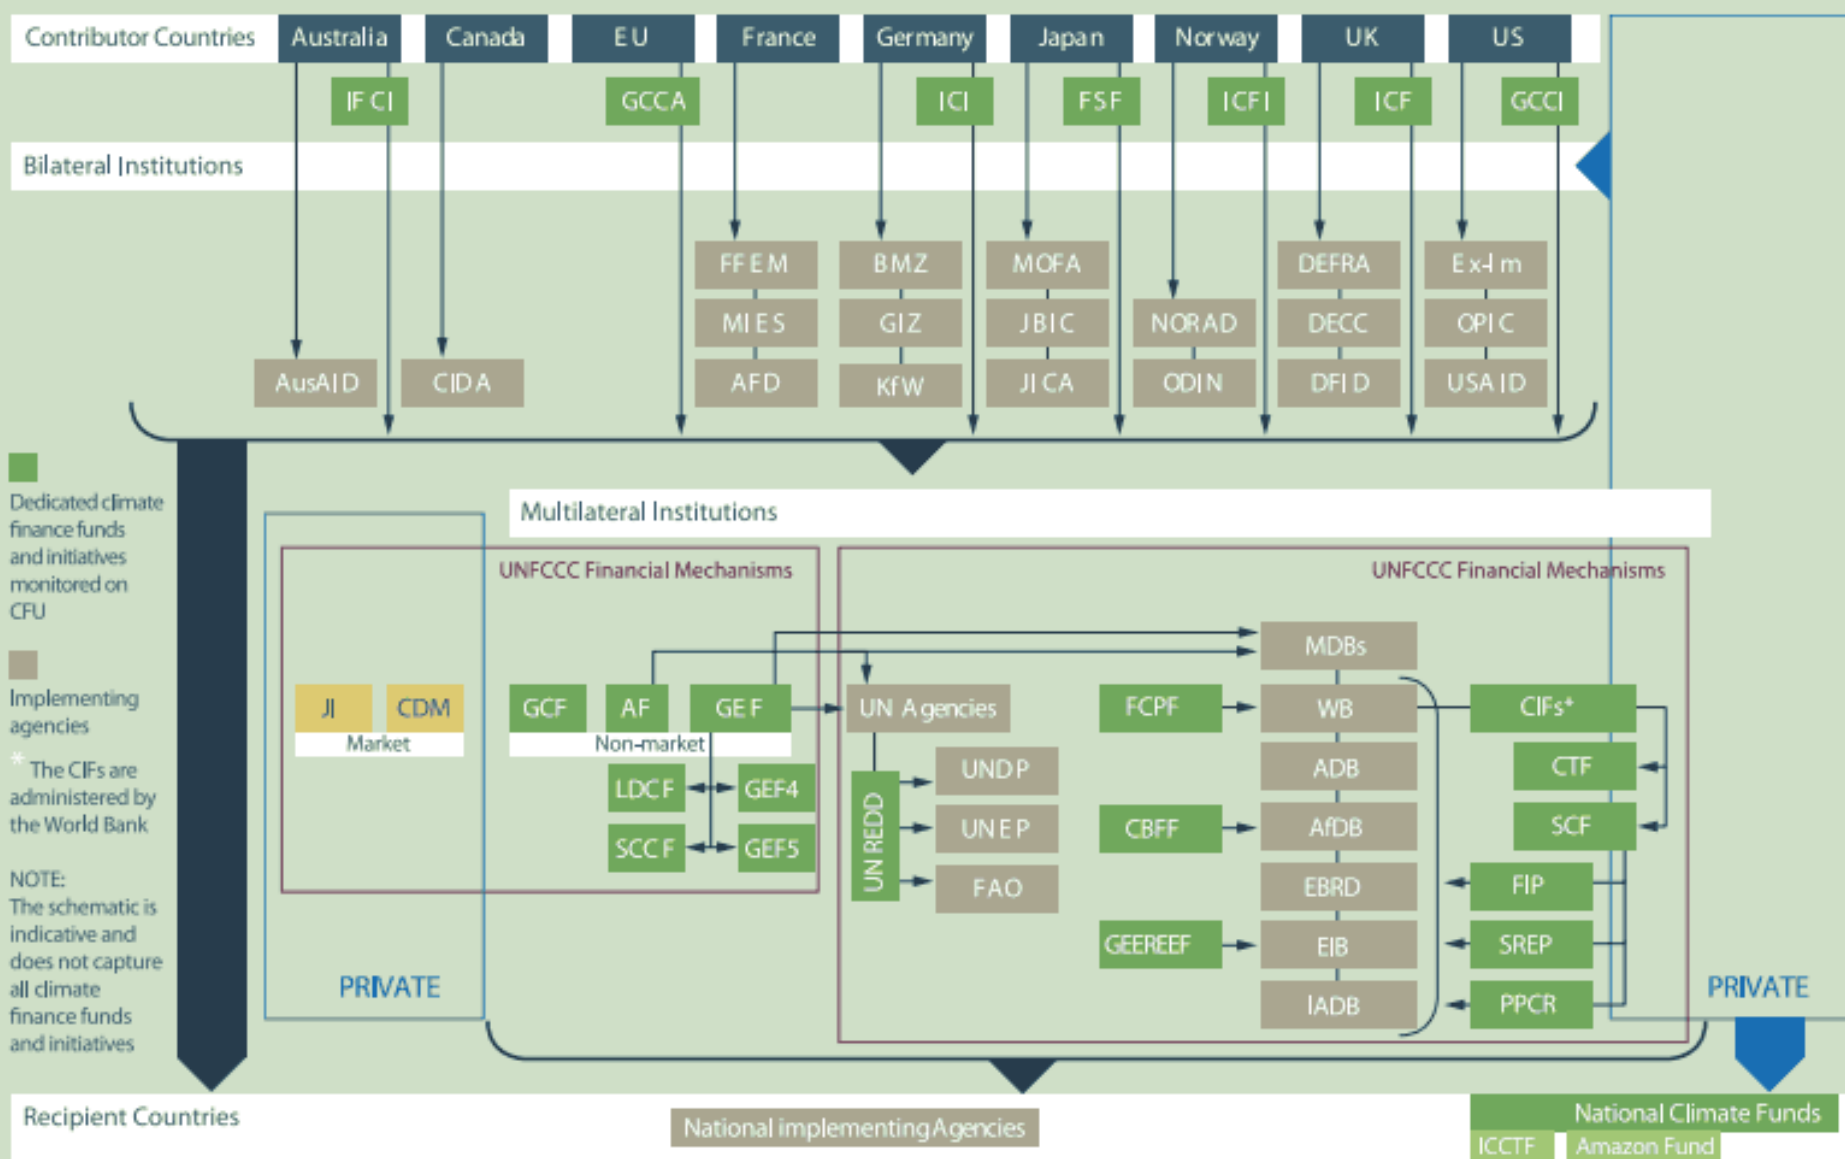 Contributor Countries
Australia
Canada
EU
France
Germany
Japan
Norway
UK
US
IFCI
GCCA
ICI
FSF
ICFI
ICF
GCCI
Bilateral Institutions
FFEM
BMZ
MOFA
DEFRA
Ex-Im
MIES
GIZ
JBIC
NORAD
DECC
OPIC
AusAID
CIDA
AFD
KfW
JICA
ODIN
DFID
USAID
Dedicated climate
finance funds
and initiatives
monitored on
CFU
Implementing
agencies
* The CIFs are
administered by
the World Bank
NOTE:
The schematic is
indicative and
does not capture
all climate
finance funds
and initiatives
Multilateral Institutions
UNFCCC Financial Mechanisms
UNFCCC Financial Mechanisms
JI
CDM
Market
GCF
AF
GEF
Non-market
LDCF
GEF4
SCCF
GEF5
PRIVATE
UN Agencies
UN REDD
UNDP
UNEP
FAO
FCPF
CBFF
GEEREEF
MDBs
WB
ADB
AfDB
EBRD
EIB
IADB
CIFs*
CTF
SCF
FIP
SREP
PPCR
PRIVATE
Recipient Countries
National implementing Agencies
National Climate Funds
ICCTF
Amazon Fund